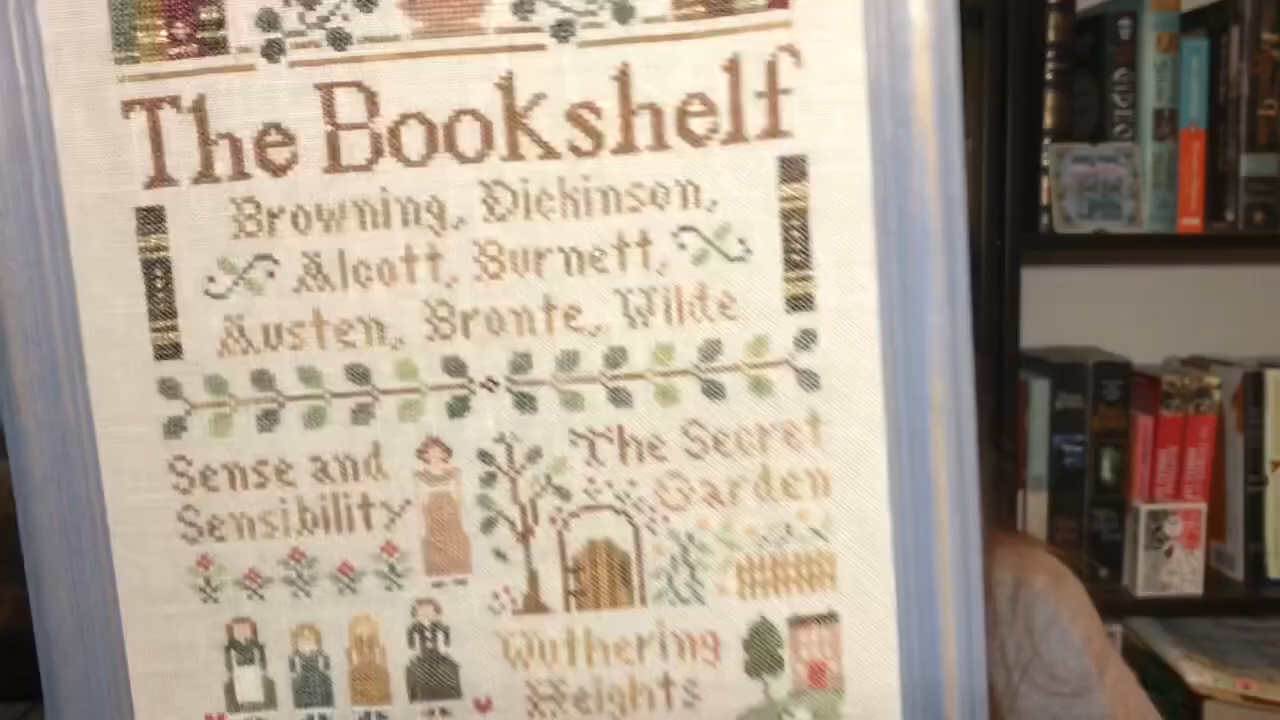 The Bookshelf
Browning, Dickinson,
Alcott, Burnett,
Austen, Bronte, Wilde
Sense and
Sensibility
The Secret
Garden
Wuthering
Heights